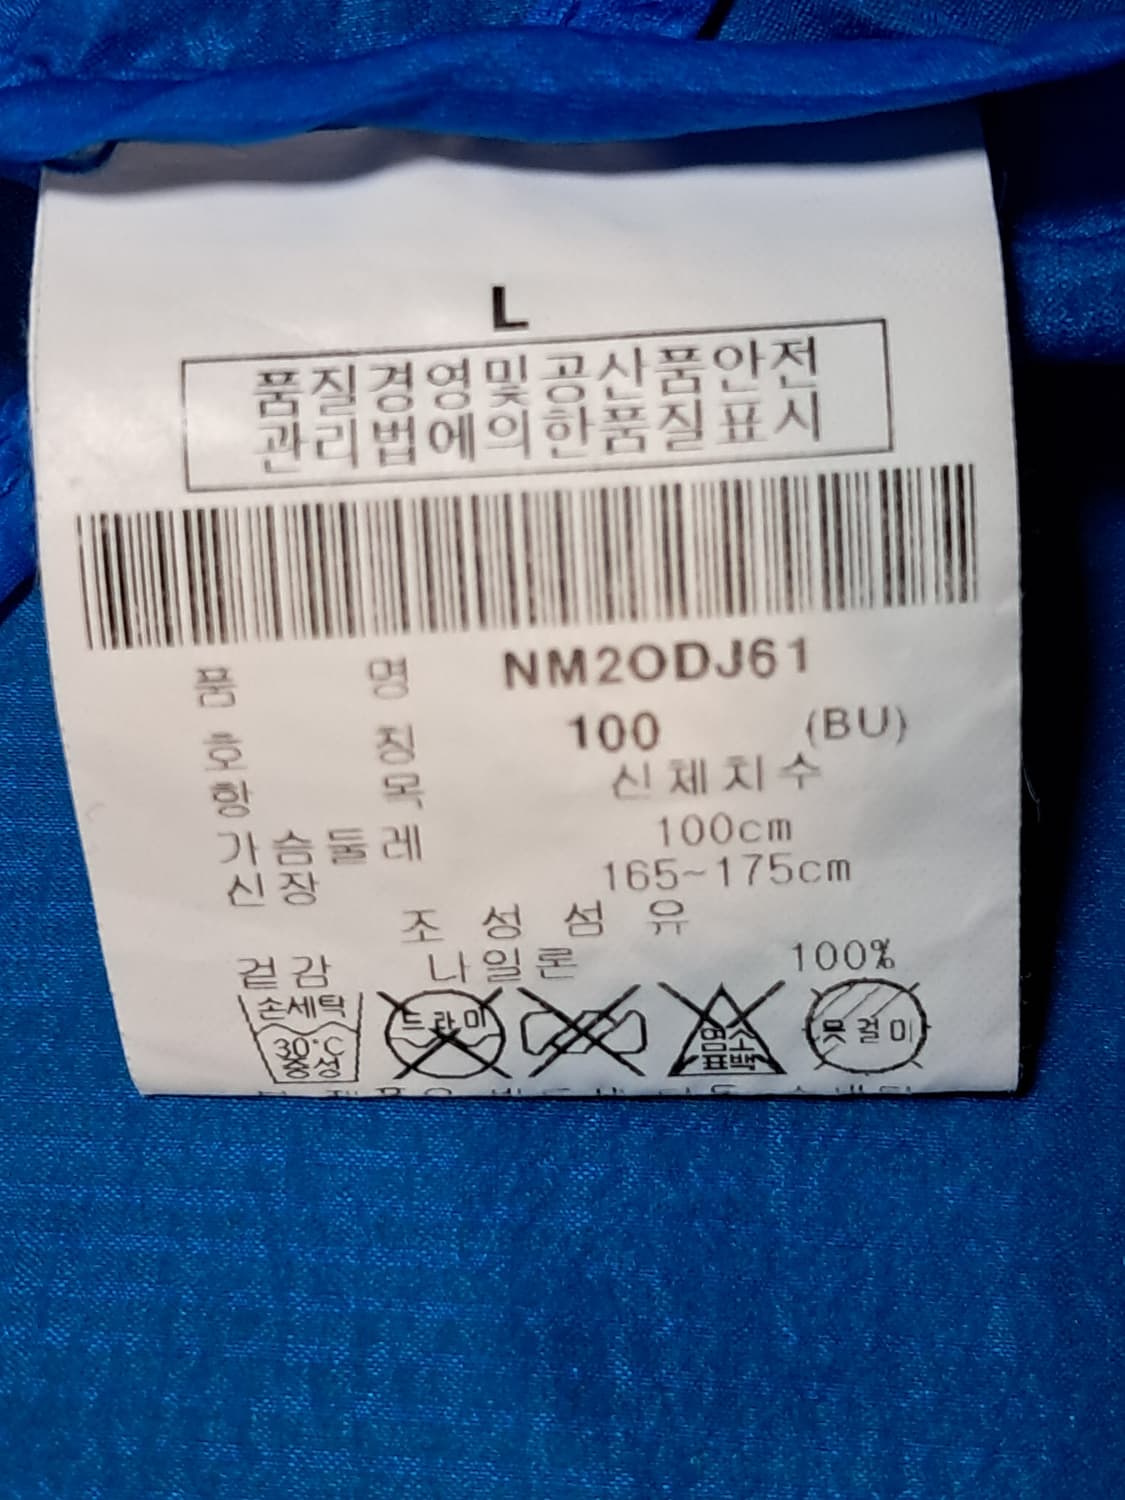 L
품질경영및공산품안전
관리법에의한품질표시
품 명 NM2ODJ61
호 칭 100 (BU)
항 목 신체치수
가슴둘레 100cm
신장 165~175cm
조 성 섬 유
겉감 나일론 100%
손세탁 30°C 중성
드라이
염소 표백
옷걸이